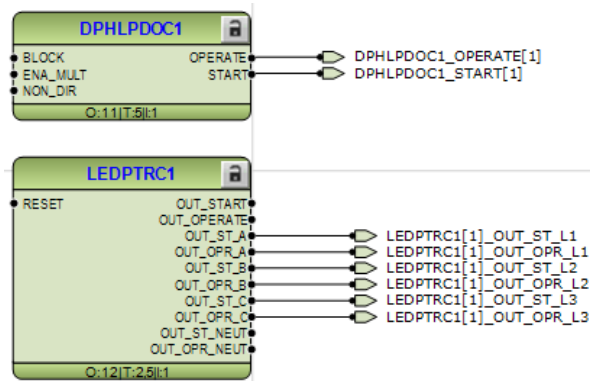 DPHLPDOC1
BLOCK OPERATE DPHLPDOC1_OPERATE[1]
ENA_MULT START DPHLPDOC1_START[1]
NON_DIR
O:11|T:5|I:1
LEDPTRC1
RESET OUT_START
OUT_OPERATE
OUT_ST_A LEDPTRC1[1]_OUT_ST_L1
OUT_OPR_A LEDPTRC1[1]_OUT_OPR_L1
OUT_ST_B LEDPTRC1[1]_OUT_ST_L2
OUT_OPR_B LEDPTRC1[1]_OUT_OPR_L2
OUT_ST_C LEDPTRC1[1]_OUT_ST_L3
OUT_OPR_C LEDPTRC1[1]_OUT_OPR_L3
OUT_ST_NEUT
OUT_OPR_NEUT
O:12|T:2,5|I:1